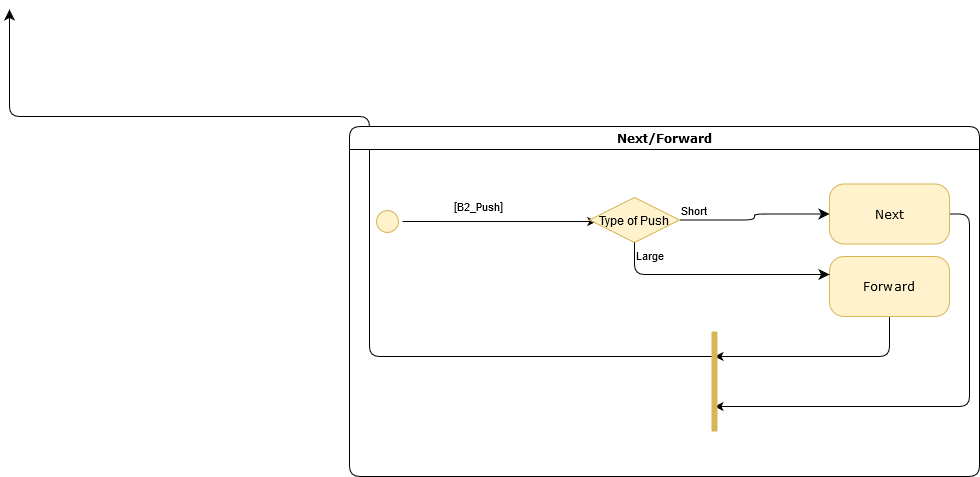 Next/Forward
[B2_Push]
Type of Push
Short
Next
Large
Forward